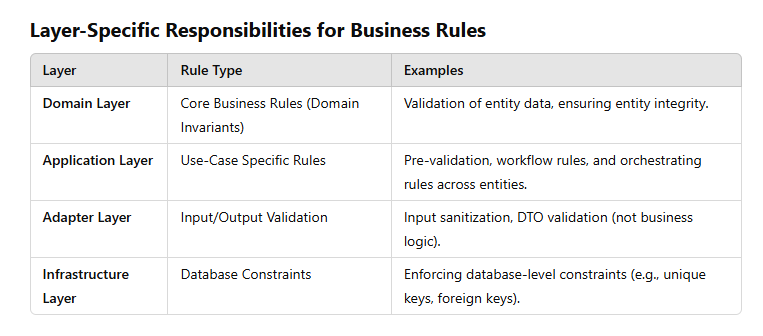 Layer-Specific Responsibilities for Business Rules
Layer Rule Type Examples
Domain Layer Core Business Rules (Domain Validation of entity data, ensuring entity integrity.
Invariants)
Application Layer Use-Case Specific Rules Pre-validation, workflow rules, and orchestrating
rules across entities.
Adapter Layer Input/Output Validation Input sanitization, DTO validation (not business
logic).
Infrastructure Database Constraints Enforcing database-level constraints (e.g., unique
Layer keys, foreign keys).